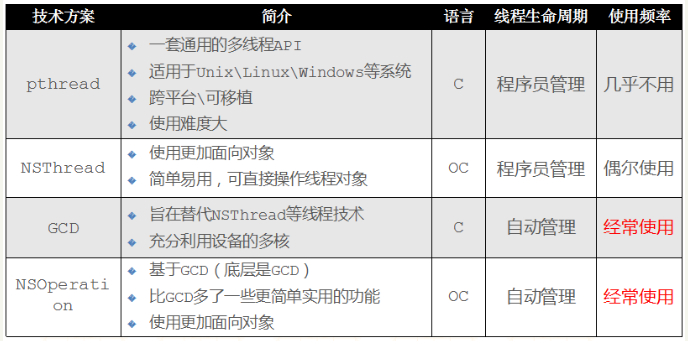 技术方案 简介 语言 线程生命周期 使用频率
pthread
一套通用的多线程API
适用于Unix\Linux\Windows等系统
跨平台\可移植
使用难度大
C
程序员管理
几乎不用
NSThread
使用更加面向对象
简单易用，可直接操作线程对象
OC
程序员管理
偶尔使用
GCD
旨在替代NSThread等线程技术
充分利用设备的多核
C
自动管理
经常使用
NSOperati
on
基于GCD（底层是GCD）
比GCD多了一些更简单实用的功能
使用更加面向对象
OC
自动管理
经常使用